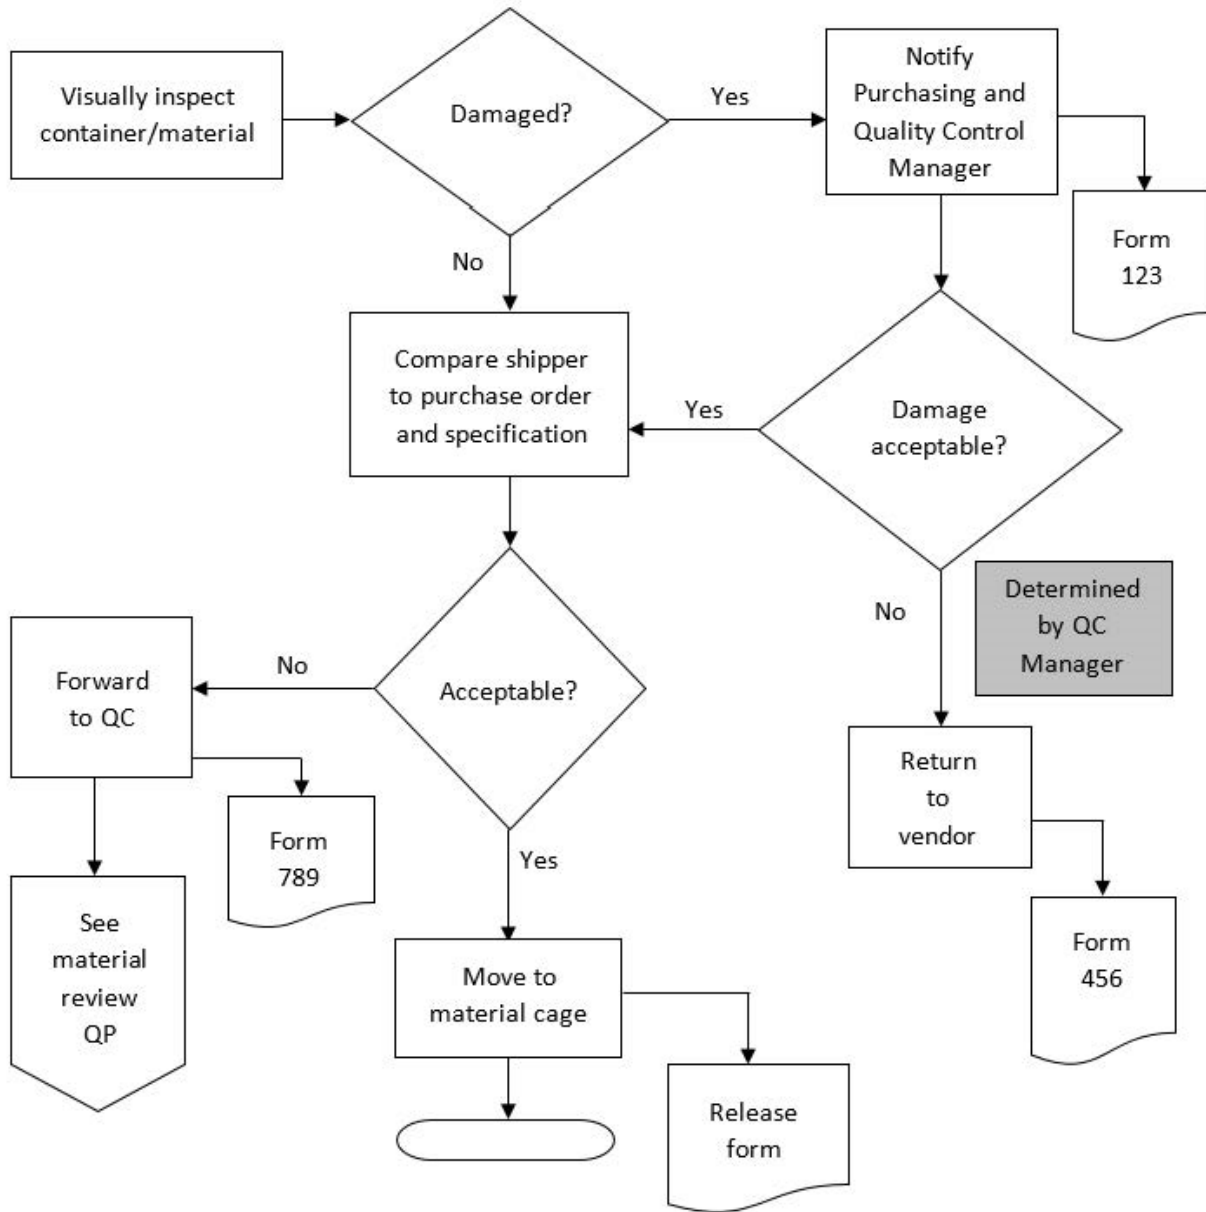 Visually inspect
container/material
Damaged?
Yes
Notify
Purchasing and
Quality Control
Manager
Form
123
No
Compare shipper
to purchase order
and specification
Yes
Damage
acceptable?
No
Determined
by QC
Manager
Forward
to QC
No
Acceptable?
Return
to
vendor
Form
789
Yes
See
material
review
QP
Form
456
Move to
material cage
Release
form